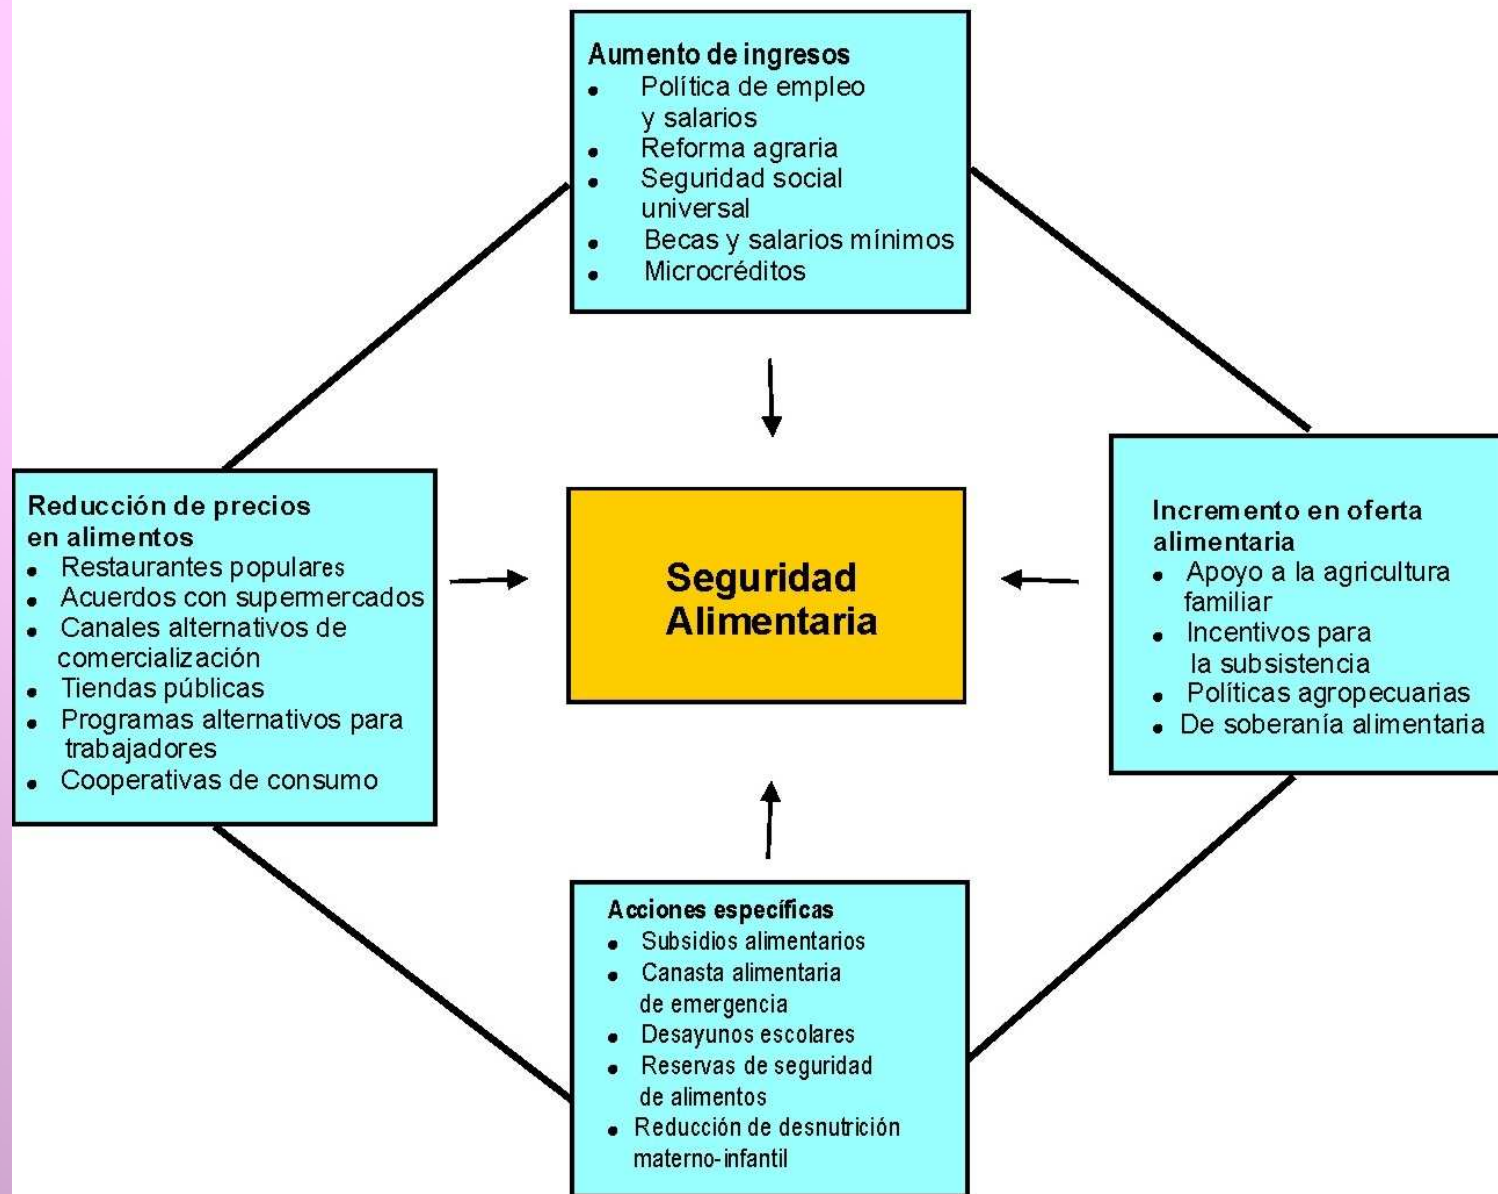 Aumento de ingresos
• Política de empleo
y salarios
• Reforma agraria
• Seguridad social
universal
• Becas y salarios mínimos
• Microcréditos
Reducción de precios
en alimentos
• Restaurantes populares
• Acuerdos con supermercados
• Canales alternativos de
comercialización
• Tiendas públicas
• Programas alternativos para
trabajadores
• Cooperativas de consumo
Seguridad
Alimentaria
Incremento en oferta
alimentaria
• Apoyo a la agricultura
familiar
• Incentivos para
la subsistencia
• Políticas agropecuarias
• De soberanía alimentaria
Acciones específicas
• Subsidios alimentarios
• Canasta alimentaria
de emergencia
• Desayunos escolares
• Reservas de seguridad
de alimentos
• Reducción de desnutrición
materno-infantil